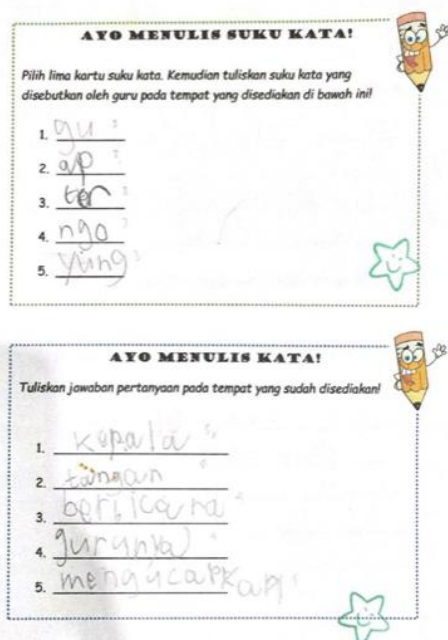 AYO MENULIS SUKU KATA!
Pilih lima kartu suku kata. Kemudian tuliskan suku kata yang
disebutkan oleh guru pada tempat yang disediakan di bawah ini!
1. gu
2. ap
3. ter
4. ngo
5. yung
AYO MENULIS KATA!
Tuliskan jawaban pertanyaan pada tempat yang sudah disediakan!
1. kepala
2. tangan
3. berbicara
4. gurunya
5. mengucapkan